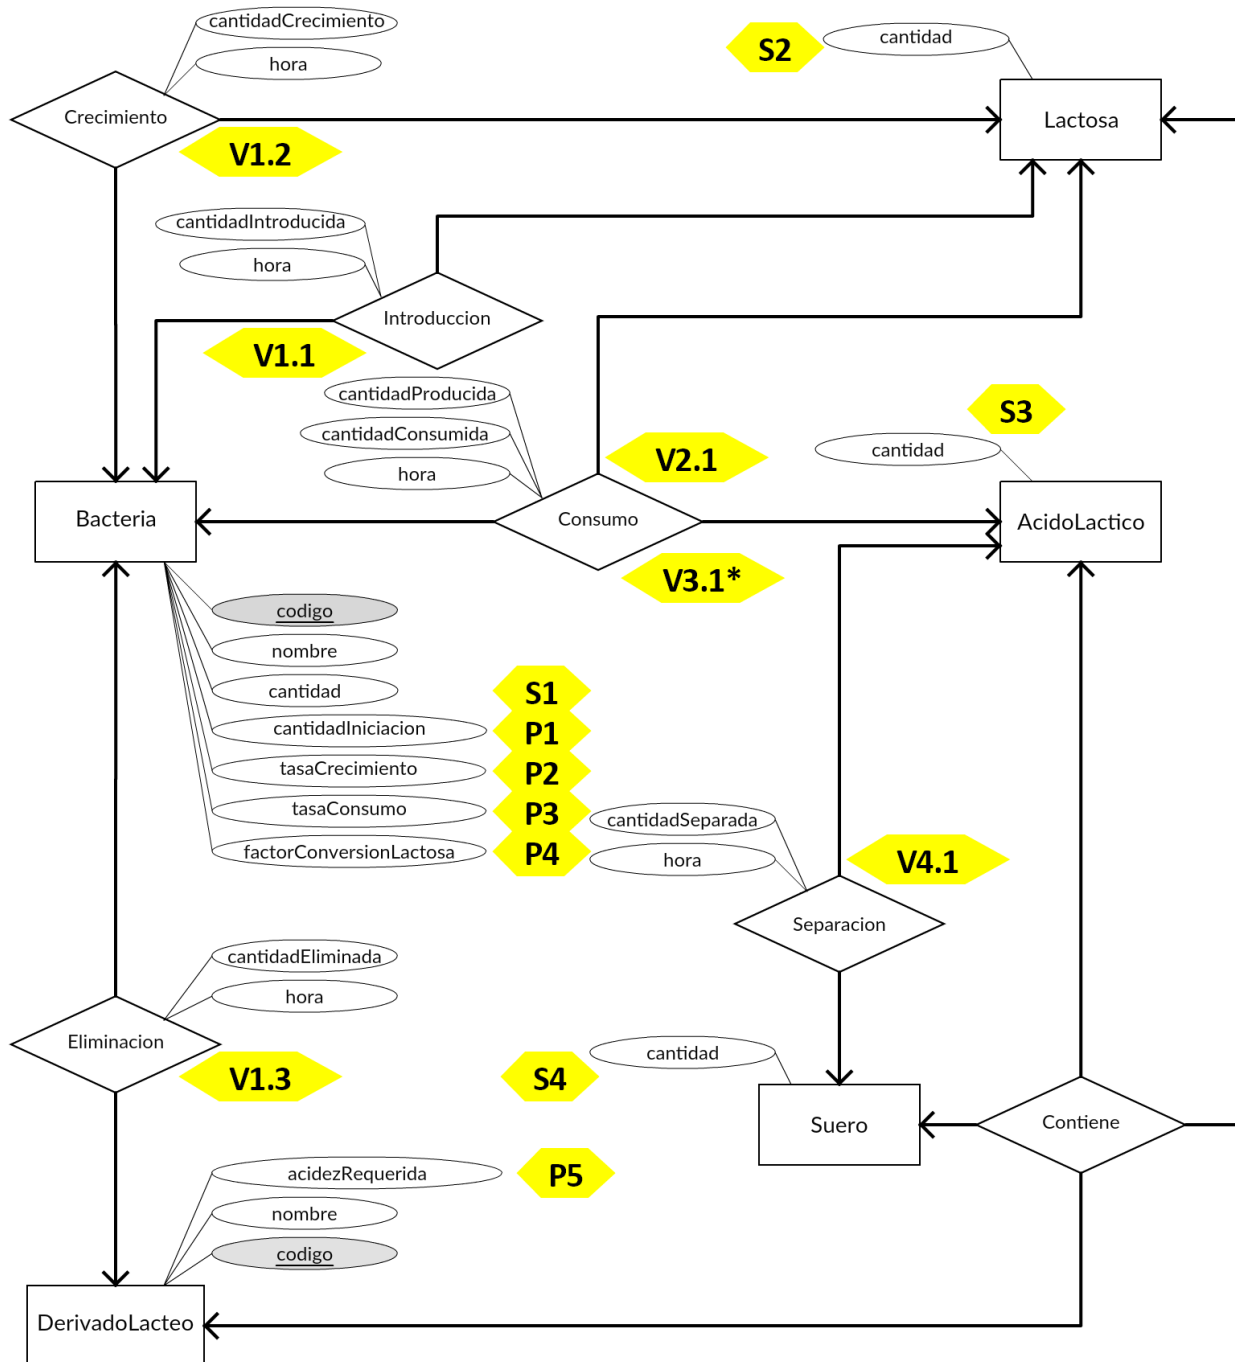 cantidadCrecimiento
hora
Crecimiento
V1.2
S2
cantidad
Lactosa
cantidadIntroducida
hora
Introduccion
V1.1
cantidadProducida
cantidadConsumida
hora
Consumo
V2.1
V3.1*
S3
cantidad
AcidoLactico
Bacteria
codigo
nombre
cantidad
S1
cantidadIniciacion
P1
tasaCrecimiento
P2
tasaConsumo
P3
factorConversionLactosa
P4
cantidadSeparada
hora
V4.1
Separacion
cantidadEliminada
hora
Eliminacion
V1.3
S4
cantidad
Suero
Contiene
acidezRequerida
P5
nombre
codigo
DerivadoLacteo